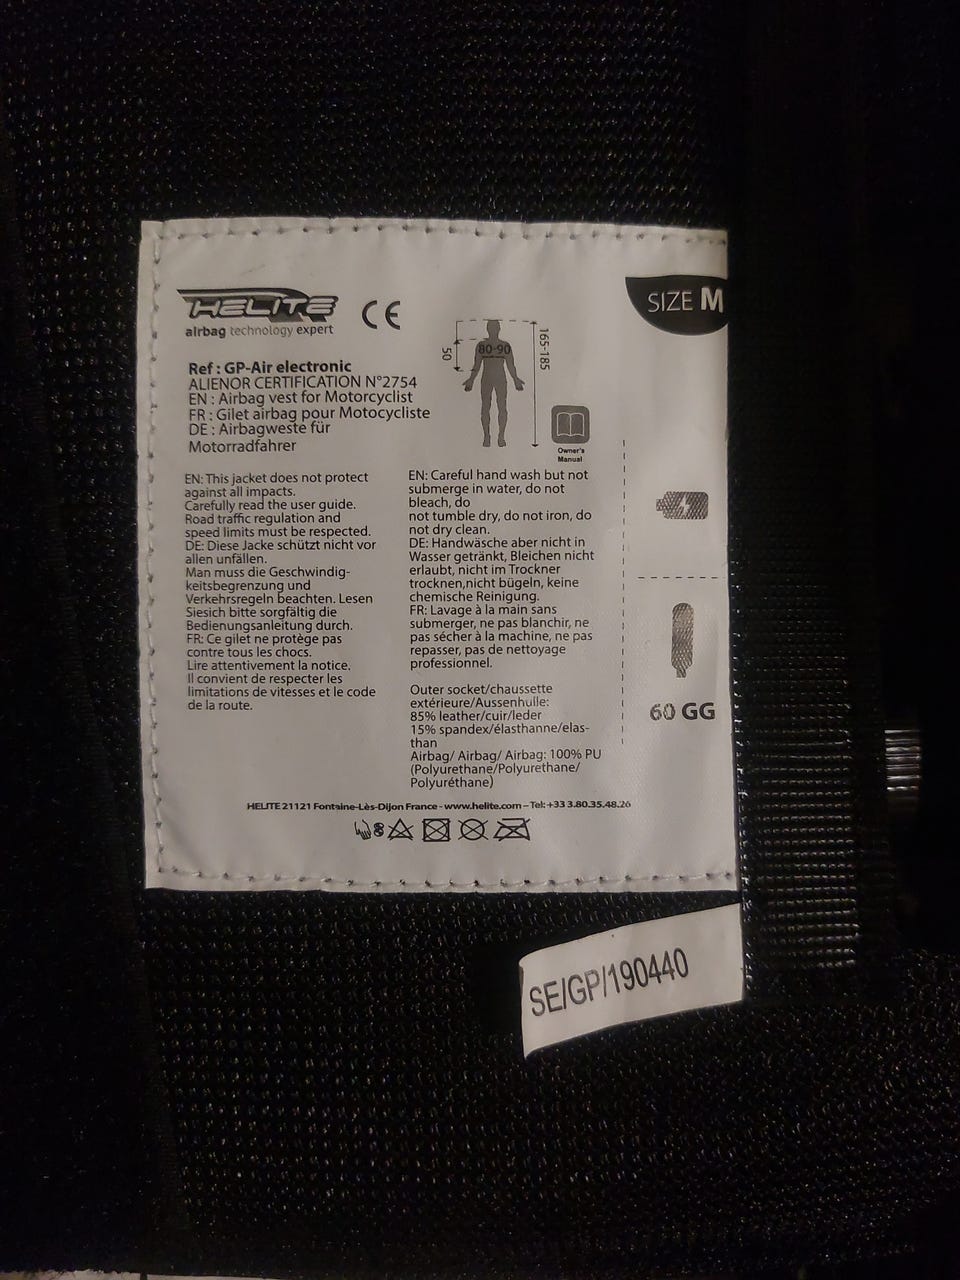 HELITE
airbag technology expert
CE
SIZE M
165-185
50
80-90
Owner's
Manual
Ref : GP-Air electronic
ALIENOR CERTIFICATION N°2754
EN : Airbag vest for Motorcyclist
FR : Gilet airbag pour Motocycliste
DE : Airbagweste für
Motorradfahrer
EN: This jacket does not protect
against all impacts.
Carefully read the user guide.
Road traffic regulation and
speed limits must be respected.
DE: Diese Jacke schützt nicht vor
allen unfällen.
Man muss die Geschwindig-
keitsbegrenzung und
Verkehrsregeln beachten. Lesen
Siesich bitte sorgfältig die
Bedienungsanleitung durch.
FR: Ce gilet ne protège pas
contre tous les chocs.
Lire attentivement la notice.
Il convient de respecter les
limitations de vitesses et le code
de la route.
EN: Careful hand wash but not
submerge in water, do not
bleach, do
not tumble dry, do not iron, do
not dry clean.
DE: Handwäsche aber nicht in
Wasser getränkt, Bleichen nicht
erlaubt, nicht im Trockner
trocknen,nicht bügeln, keine
chemische Reinigung.
FR: Lavage à la main sans
submerger, ne pas blanchir, ne
pas sécher à la machine, ne pas
repasser, pas de nettoyage
professionnel.
Outer socket/chaussette
extérieure/Aussenhulle:
85% leather/cuir/leder
15% spandex/élasthanne/elas-
than
Airbag/ Airbag/ Airbag: 100% PU
(Polyurethane/Polyurethane/
Polyuréthane)
60 GG
HELITE 21121 Fontaine-Lès-Dijon France - www.helite.com – Tel: +33 3.80.35.48.26
SE/GP/190440